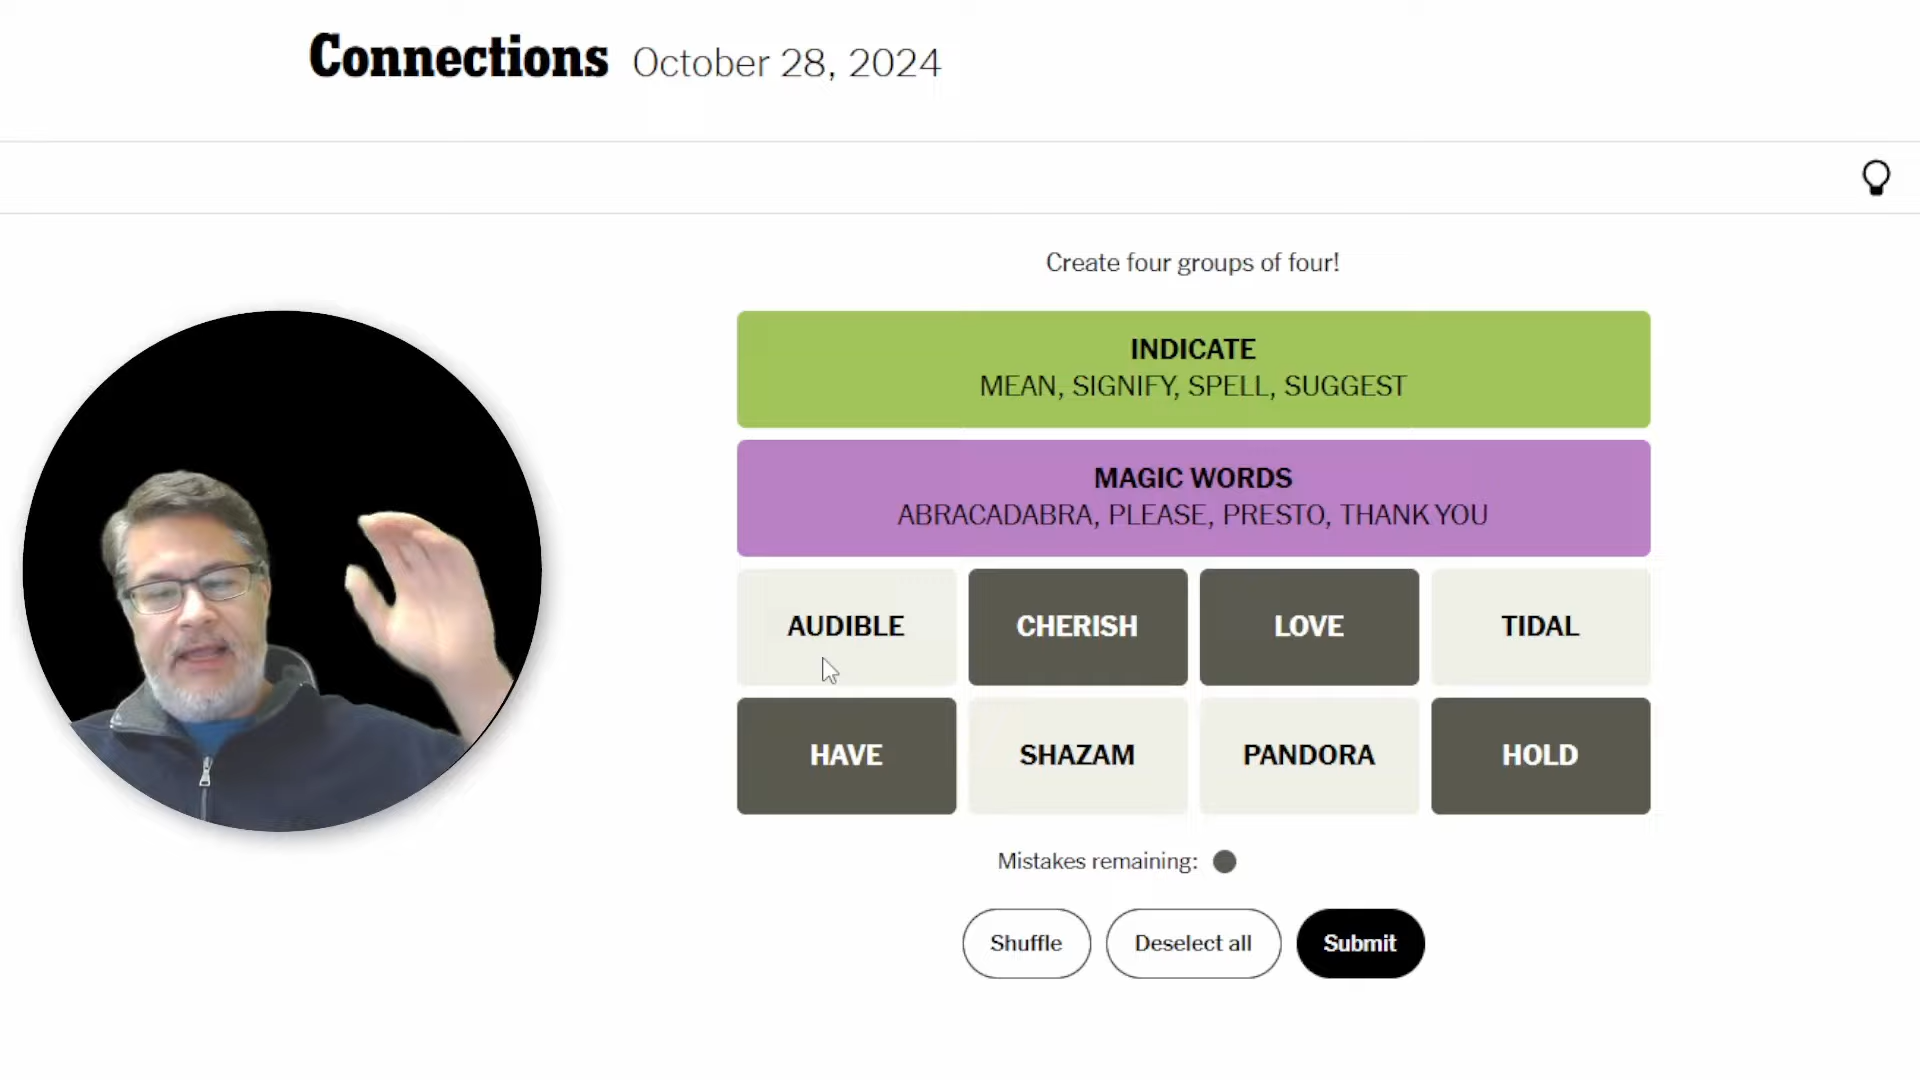 Connections October 28, 2024
Create four groups of four!
INDICATE
MEAN, SIGNIFY, SPELL, SUGGEST
MAGIC WORDS
ABRACADABRA, PLEASE, PRESTO, THANK YOU
AUDIBLE CHERISH LOVE TIDAL
HAVE SHAZAM PANDORA HOLD
Mistakes remaining:
Shuffle Deselect all Submit